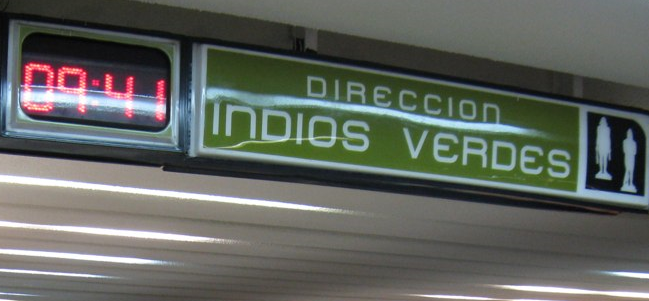 09:41
DIRECCION
INDIOS VERDES